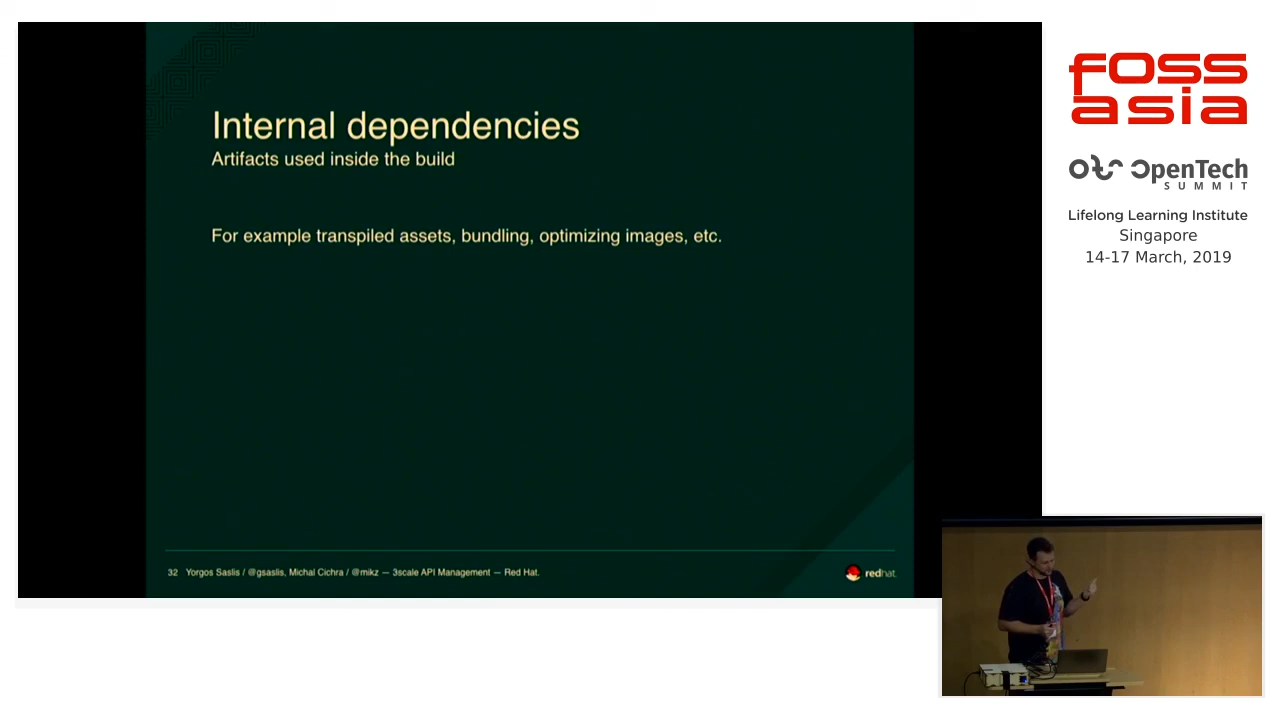 Internal dependencies
Artifacts used inside the build
For example transpiled assets, bundling, optimizing images, etc.
32 Yorgos Saslis / @gsaslis, Michal Cichra / @mikz — 3scale API Management — Red Hat.
redhat
foss
asia
OpenTech
SUMMIT
Lifelong Learning Institute
Singapore
14-17 March, 2019